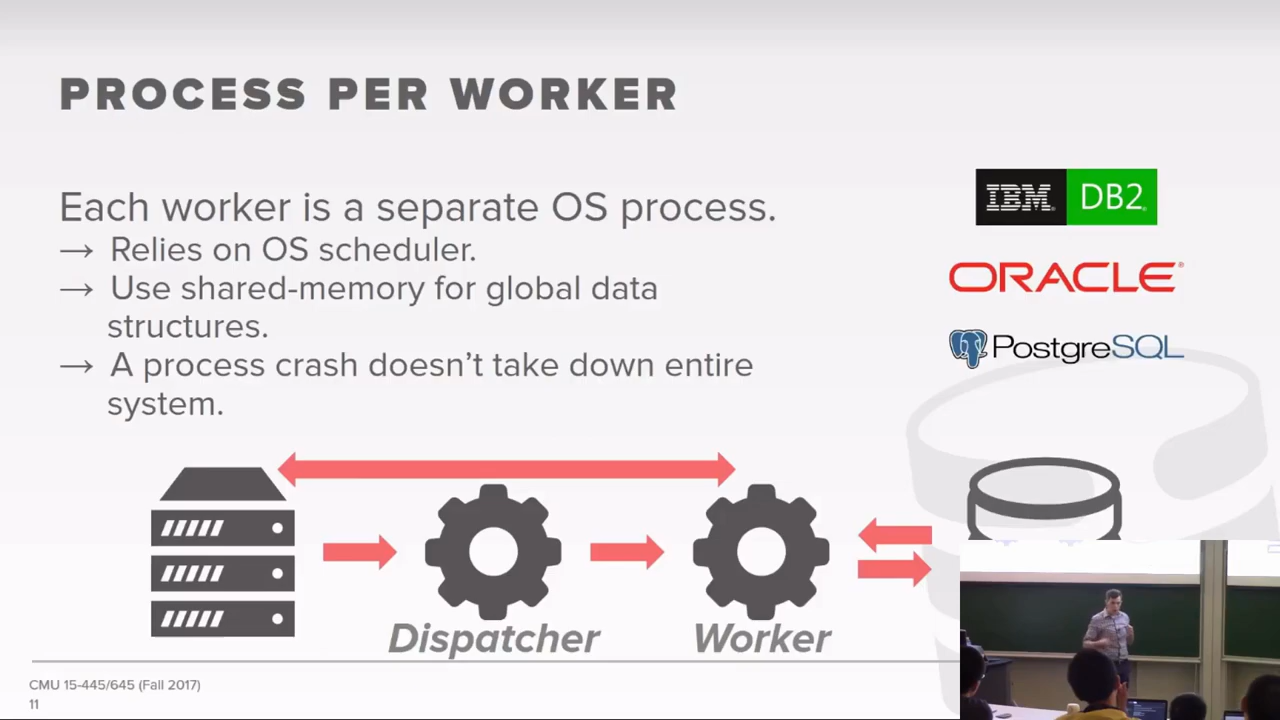 PROCESS PER WORKER
Each worker is a separate OS process.
→ Relies on OS scheduler.
→ Use shared-memory for global data
structures.
→ A process crash doesn't take down entire
system.
IBM DB2
ORACLE
PostgreSQL
Dispatcher
Worker
CMU 15-445/645 (Fall 2017)
11